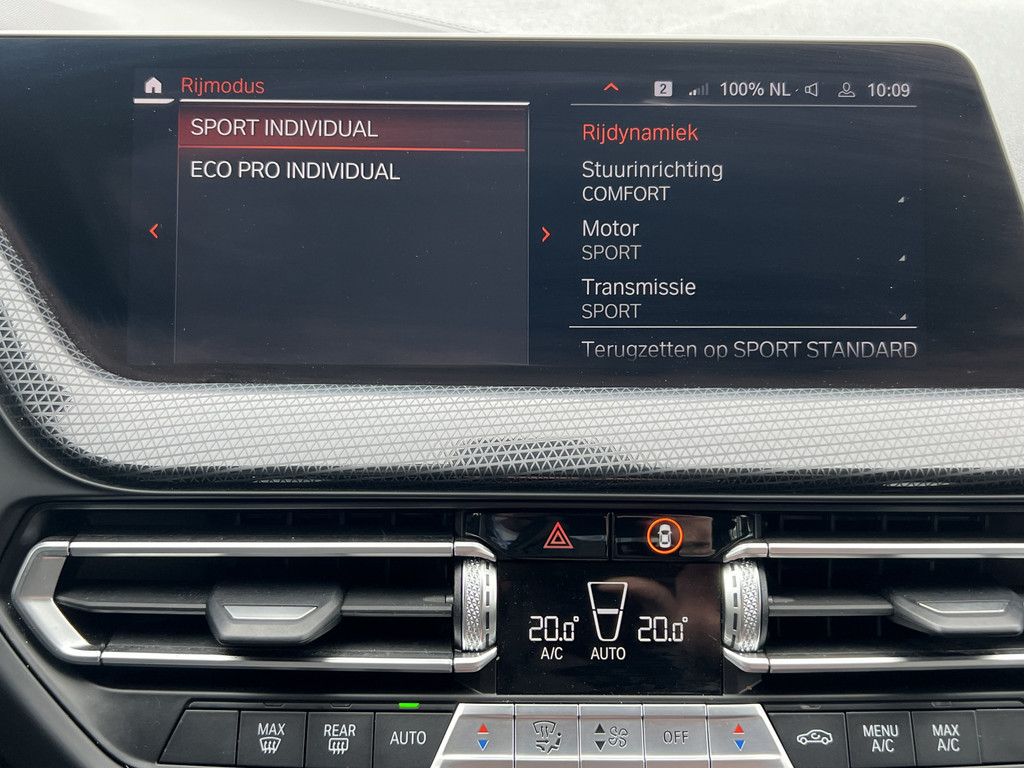 Rijmodus
2 100% NL 10:09
SPORT INDIVIDUAL
ECO PRO INDIVIDUAL
Rijdynamiek
Stuurinrichting
COMFORT
Motor
SPORT
Transmissie
SPORT
Terugzetten op SPORT STANDARD
20.0° 20.0°
A/C AUTO
MAX
REAR
AUTO
OFF
MENU
A/C
MAX
A/C